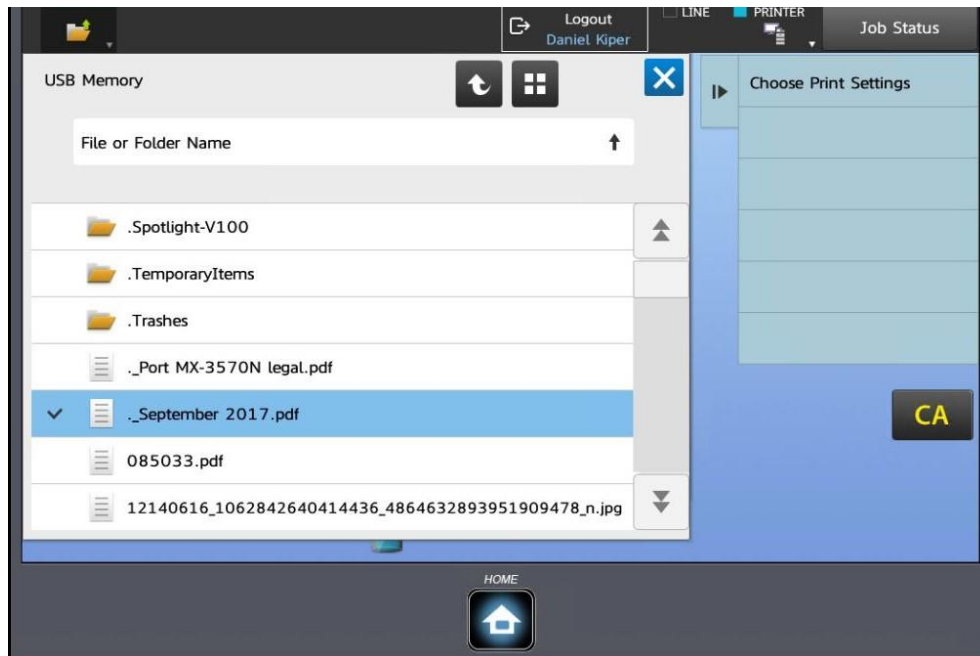 Logout
Daniel Kiper
LINE
PRINTER
Job Status
USB Memory
Choose Print Settings
File or Folder Name
.Spotlight-V100
.TemporaryItems
.Trashes
._Port MX-3570N legal.pdf
._September 2017.pdf
085033.pdf
12140616_1062842640414436_4864632893951909478_n.jpg
CA
HOME